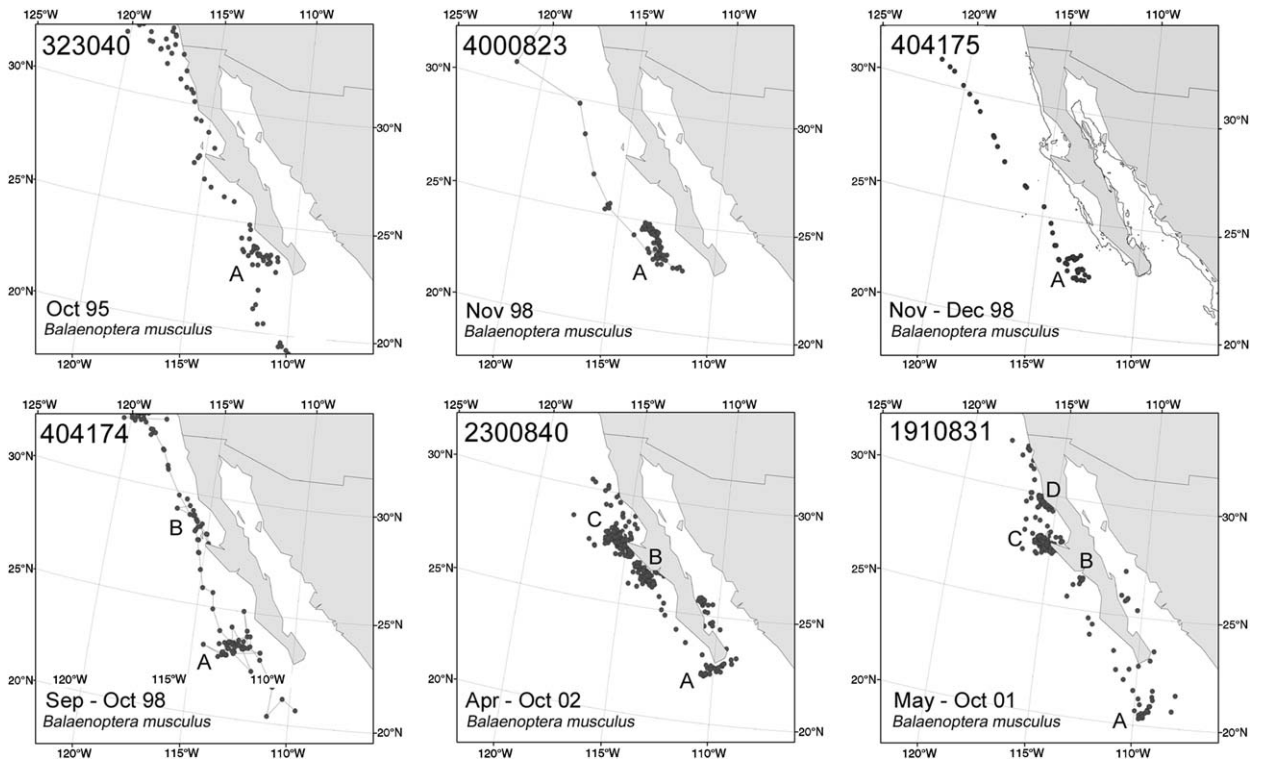 125°W 120°W 115°W 110°W
323040
30°N
30°N
25°N
25°N
A
20°N
Oct 95
Balaenoptera musculus
20°N
120°W 115°W 110°W
125°W 120°W 115°W 110°W
4000823
30°N
30°N
25°N
25°N
A
20°N
Nov 98
Balaenoptera musculus
20°N
120°W 115°W 110°W
125°W 120°W 115°W 110°W
404175
30°N
30°N
25°N
25°N
A
20°N
Nov - Dec 98
Balaenoptera musculus
20°N
120°W 115°W 110°W
125°W 120°W 115°W 110°W
404174
30°N
30°N
B
25°N
25°N
A
120°W 115°W 110°W
20°N
Sep - Oct 98
Balaenoptera musculus
20°N
120°W 115°W 110°W
125°W 120°W 115°W 110°W
2300840
30°N
30°N
C
B
25°N
25°N
A
20°N
Apr - Oct 02
Balaenoptera musculus
20°N
120°W 115°W 110°W
125°W 120°W 115°W 110°W
1910831
30°N
D
30°N
C
B
25°N
25°N
20°N
May - Oct 01
A
Balaenoptera musculus
20°N
120°W 115°W 110°W